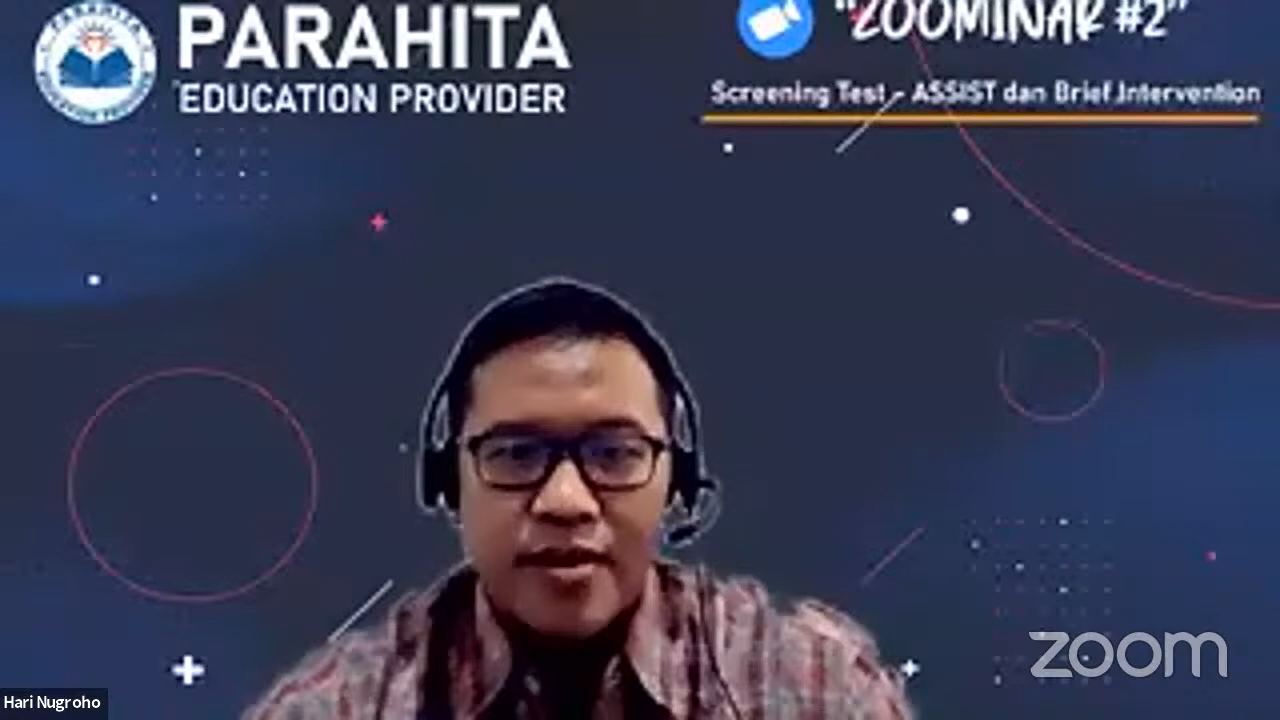 PARAHITA
EDUCATION PROVIDER
"ZOOMINAR #2"
Screening Test - ASSIST dan Brief Intervention
zoom
Hari Nugroho